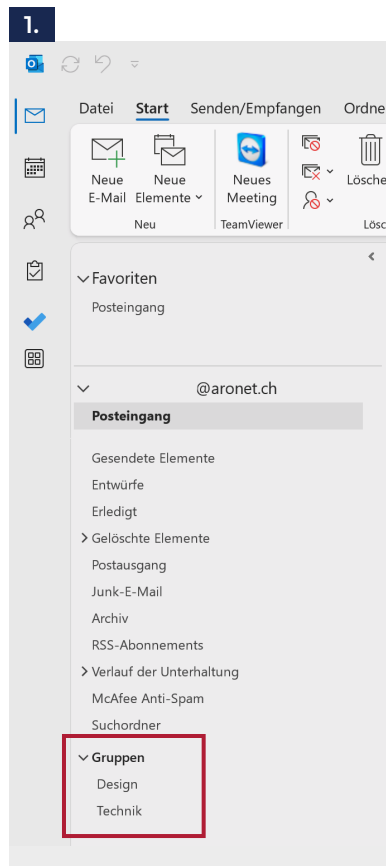 1.
Datei Start Senden/Empfangen Ordne
Neue E-Mail
Neue Elemente
Neues Meeting
Lösche
Neu
TeamViewer
Lösc
Favoriten
Posteingang
@aronet.ch
Posteingang
Gesendete Elemente
Entwürfe
Erledigt
Gelöschte Elemente
Postausgang
Junk-E-Mail
Archiv
RSS-Abonnements
Verlauf der Unterhaltung
McAfee Anti-Spam
Suchordner
Gruppen
Design
Technik